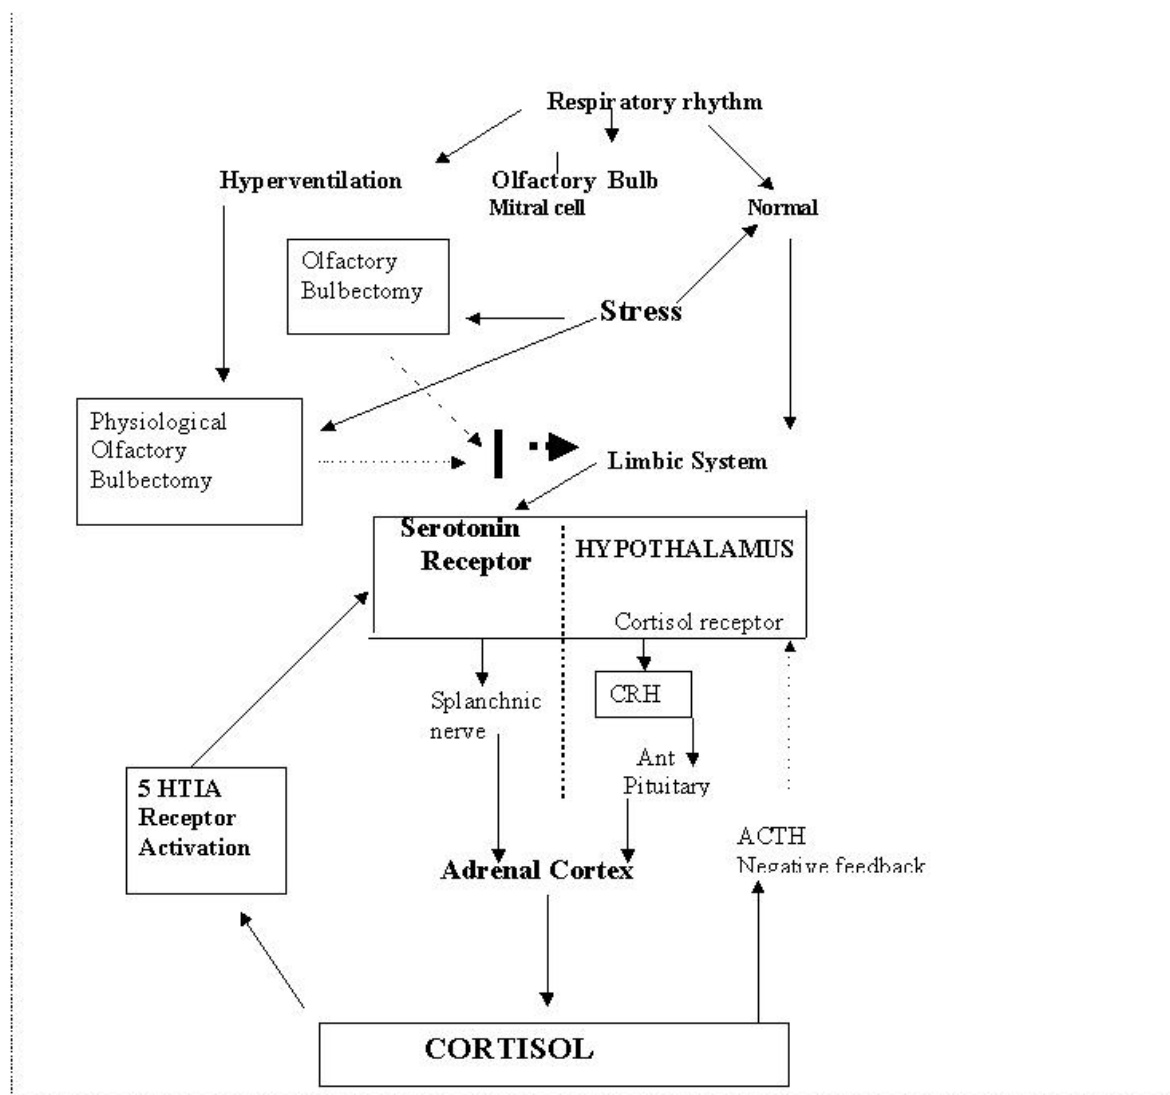 Respiratory rhythm
Hyperventilation
Olfactory Bulb
Mitral cell
Normal
Olfactory
Bulbectomy
Stress
Physiological
Olfactory
Bulbectomy
Limbic System
Serotonin
Receptor
HYPOTHALAMUS
Cortisol receptor
Splanchnic
nerve
CRH
Ant
Pituitary
5 HTIA
Receptor
Activation
ACTH
Negative feedback
Adrenal Cortex
CORTISOL